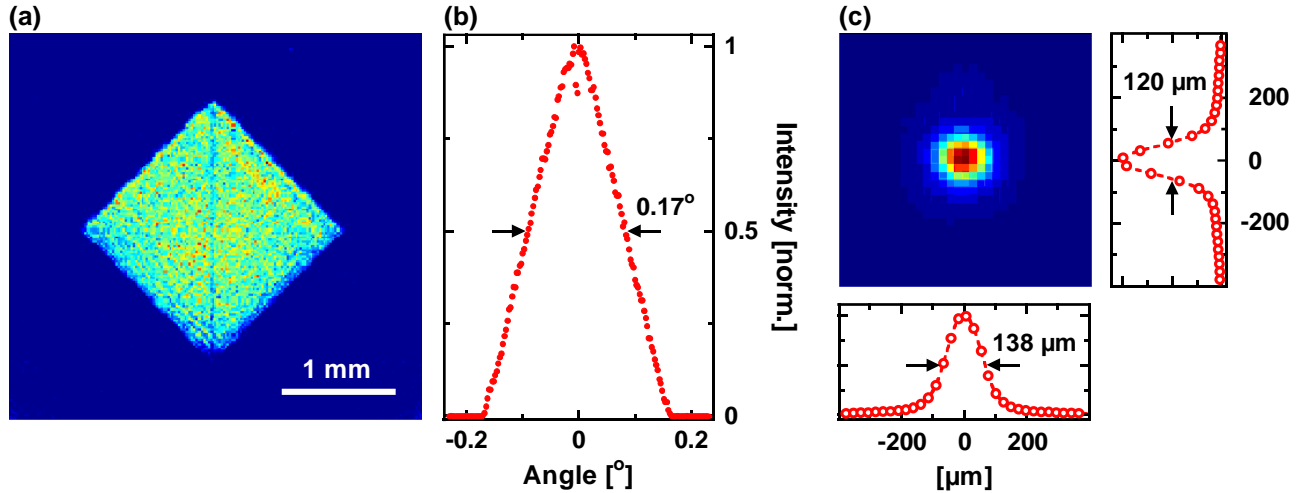 (a)
1 mm
(b)
0.17°
1
0.5
0
Intensity [norm.]
-0.2
0
0.2
Angle [°]
(c)
120 µm
200
0
-200
138 µm
-200
0
200
[µm]